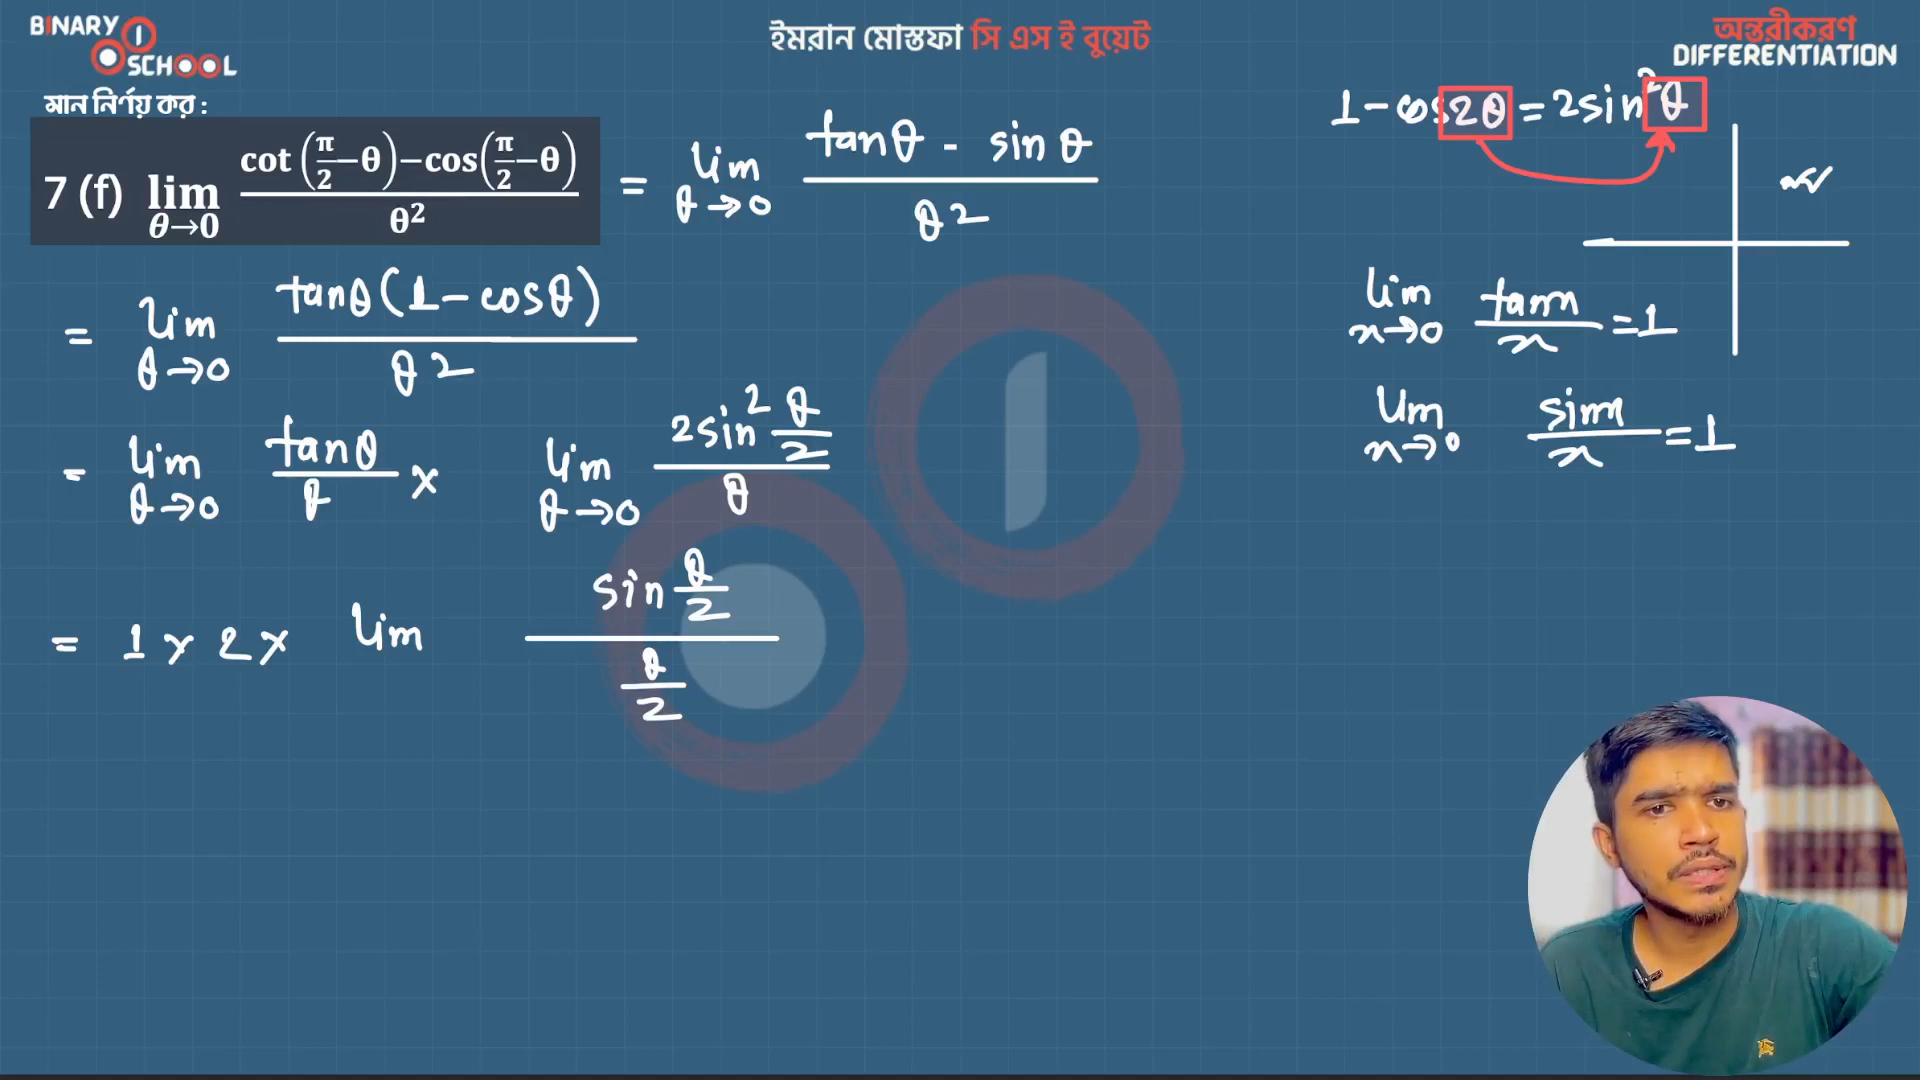 BINARY SCHOOL
ইমরান মোস্তফা সি এস ই বুয়েট
অন্তরীকরণ
DIFFERENTIATION
মান নির্ণয় কর :
7 (f) lim θ→0 (cot (π/2−θ)−cos(π/2−θ))/θ² = lim θ→0 (tanθ - sin θ)/θ²
= lim θ→0 (tanθ(1-cosθ))/θ²
= lim θ→0 tanθ/θ × lim θ→0 (2sin² θ/2)/θ
= 1 × 2 × lim (sin θ/2)/(θ/2)
1-cos2θ = 2sin²θ
lim x→0 tanx/x = 1
lim x→0 sinx/x = 1